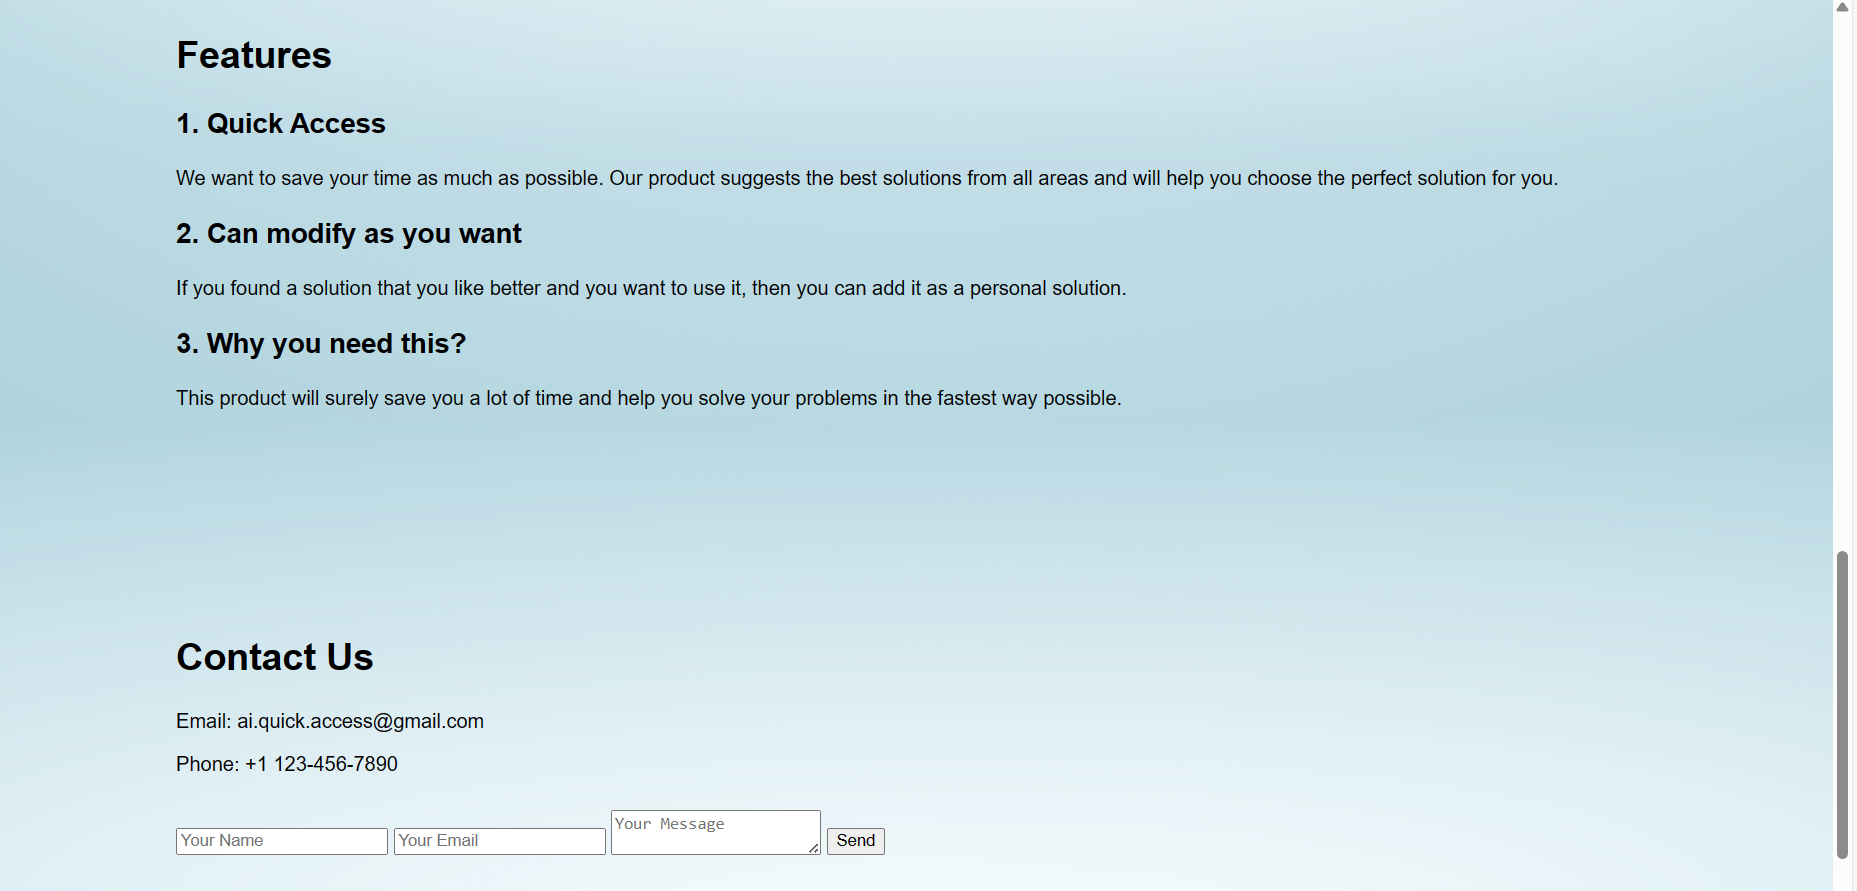 Features
1. Quick Access
We want to save your time as much as possible. Our product suggests the best solutions from all areas and will help you choose the perfect solution for you.
2. Can modify as you want
If you found a solution that you like better and you want to use it, then you can add it as a personal solution.
3. Why you need this?
This product will surely save you a lot of time and help you solve your problems in the fastest way possible.
Contact Us
Email: ai.quick.access@gmail.com
Phone: +1 123-456-7890
Your Name Your Email Your Message Send